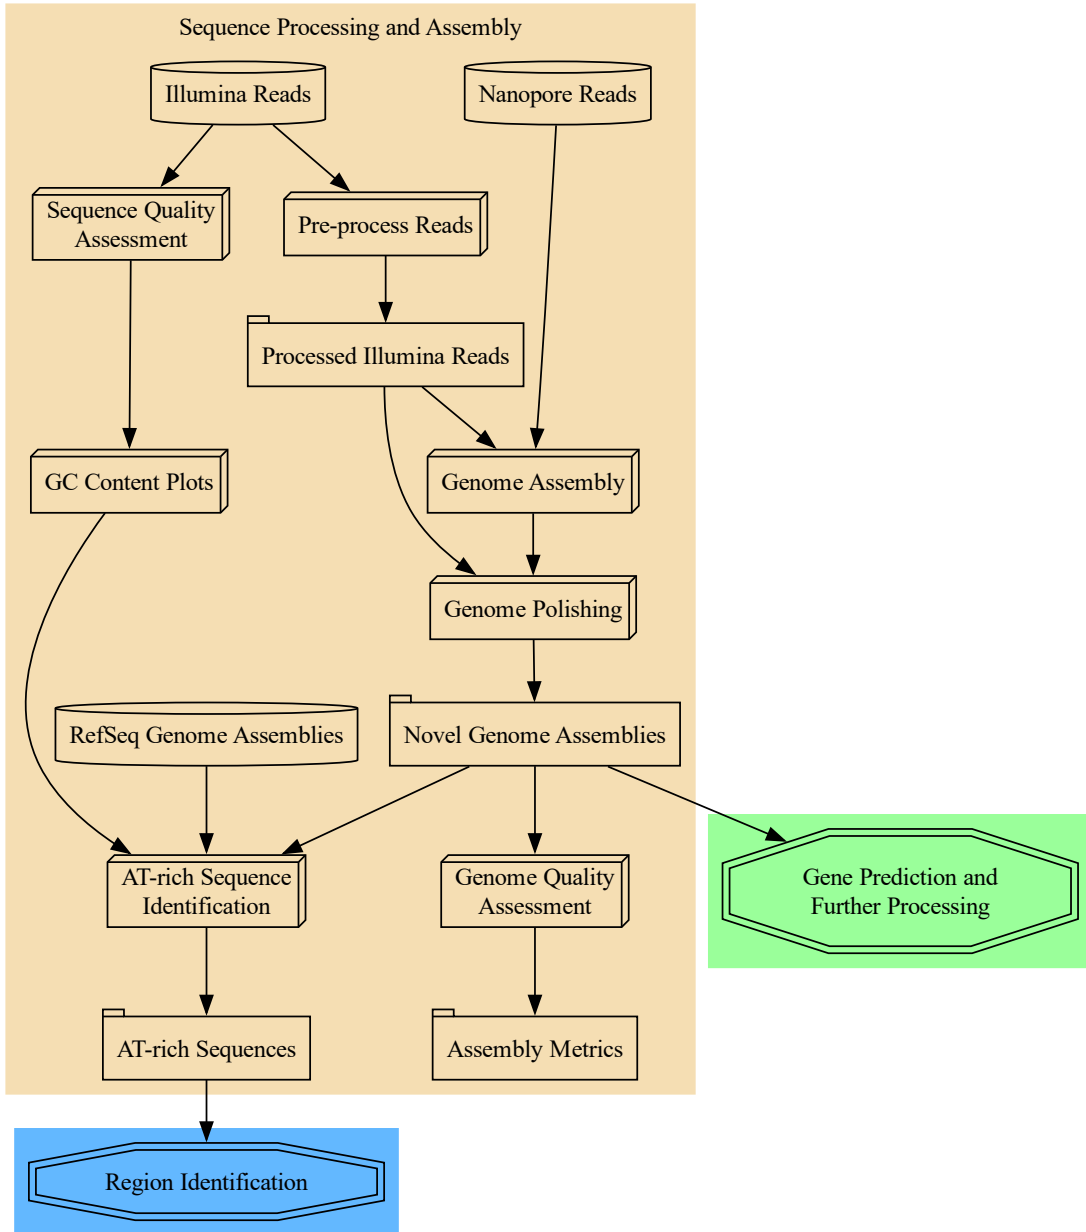 Sequence Processing and Assembly
Illumina Reads
Nanopore Reads
Sequence Quality
Assessment
Pre-process Reads
Processed Illumina Reads
GC Content Plots
Genome Assembly
Genome Polishing
RefSeq Genome Assemblies
Novel Genome Assemblies
AT-rich Sequence
Identification
Genome Quality
Assessment
Gene Prediction and
Further Processing
AT-rich Sequences
Assembly Metrics
Region Identification